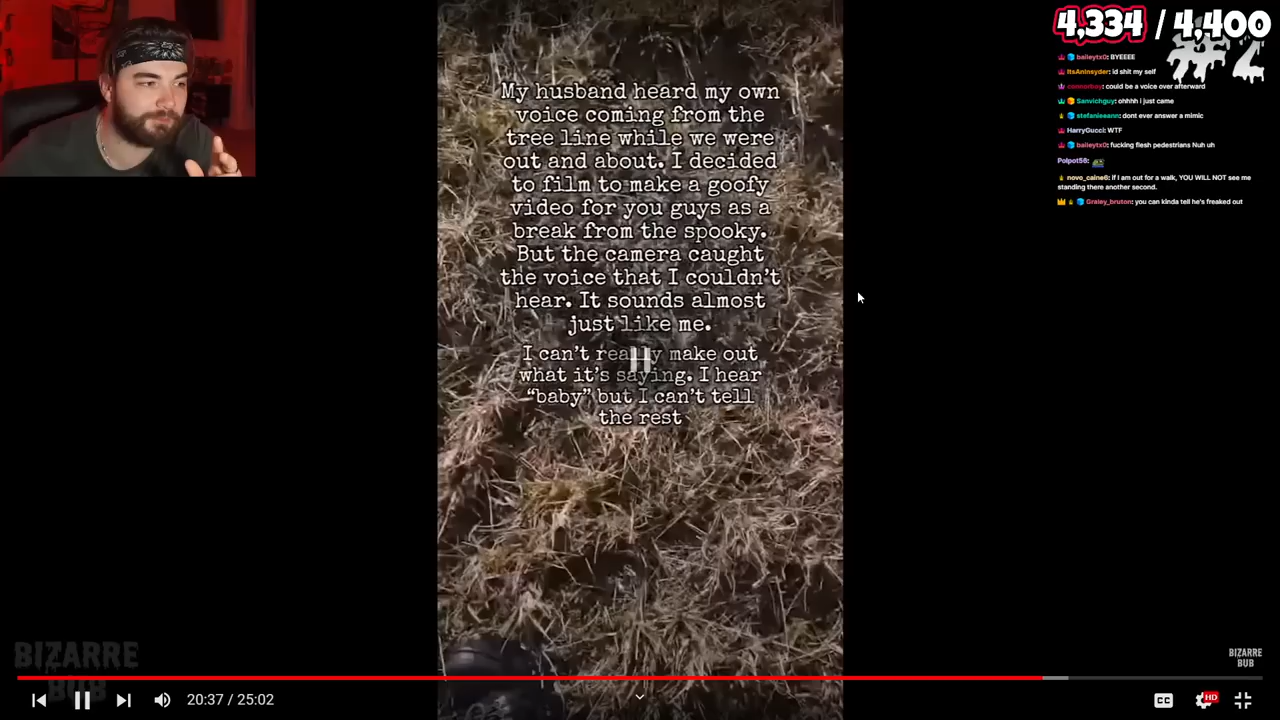 4,334 / 4,400
#2
baileytx0: BYEEEE
ItsAnInsyder: id shit my self
connorboy: could be a voice over afterward
Sanvichguy: ohhhh i just came
stefanieeann: dont ever answer a mimic
HarryGucci: WTF
baileytx0: fucking flesh pedestrians Nuh uh
Polpot56:
novo_caine6: if I am out for a walk, YOU WILL NOT see me
standing there another second.
Graley_bruton: you can kinda tell he's freaked out
My husband heard my own
voice coming from the
tree line while we were
out and about. I decided
to film to make a goofy
video for you guys as a
break from the spooky.
But the camera caught
the voice that I couldn't
hear. It sounds almost
just like me.
I can't really make out
what it's saying. I hear
"baby" but I can't tell
the rest
BIZARRE
BUB
BIZARRE
BUB
20:37 / 25:02
CC
HD